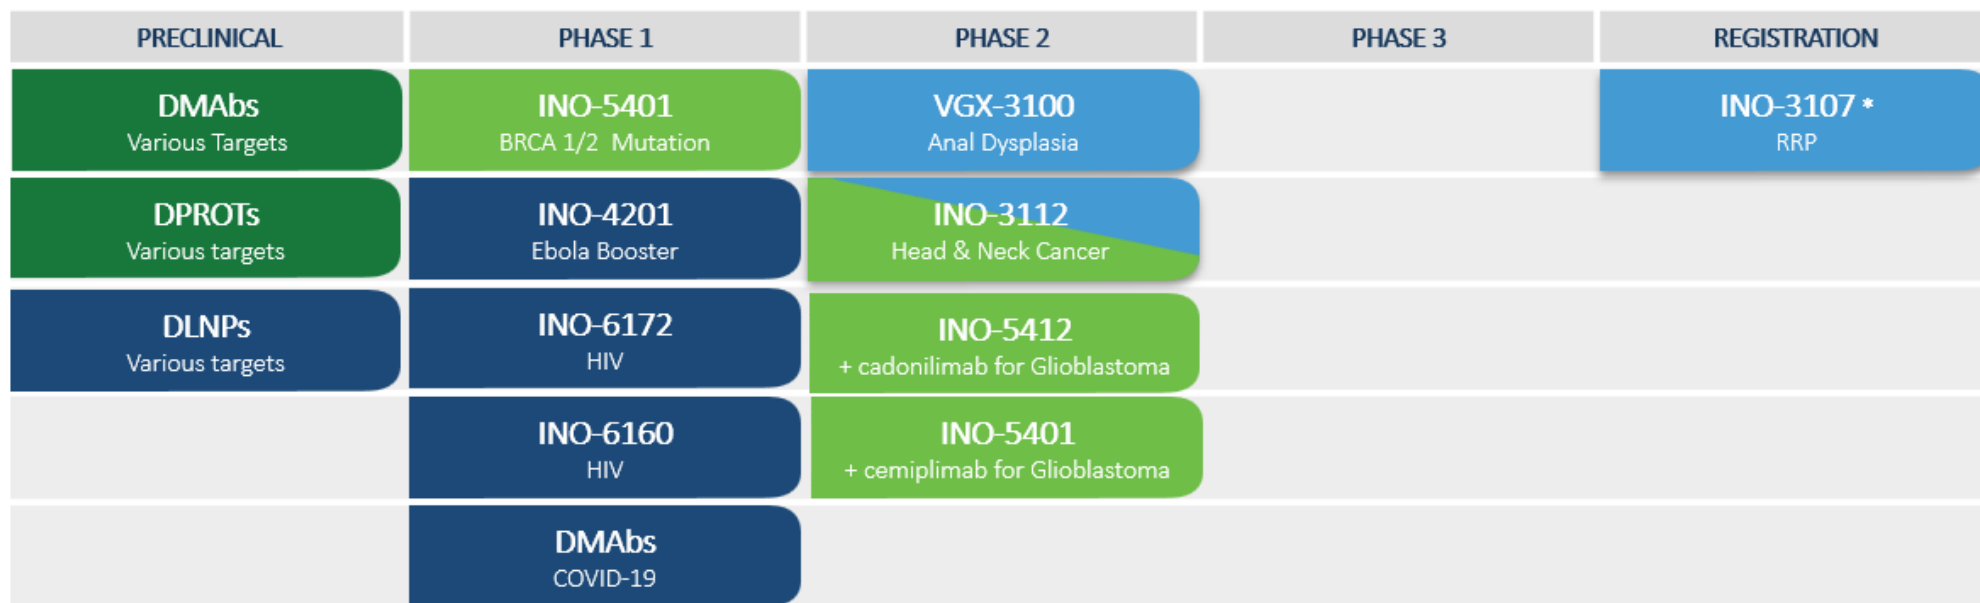 PRECLINICAL PHASE 1 PHASE 2 PHASE 3 REGISTRATION
DMAbs INO-5401 VGX-3100 INO-3107 *
Various Targets BRCA 1/2 Mutation Anal Dysplasia RRP
DPROTs INO-4201 INO-3112
Various targets Ebola Booster Head & Neck Cancer
DLNPs INO-6172 INO-5412
Various targets HIV + cadonilimab for Glioblastoma
INO-6160 INO-5401
HIV + cemiplimab for Glioblastoma
DMAbs
COVID-19